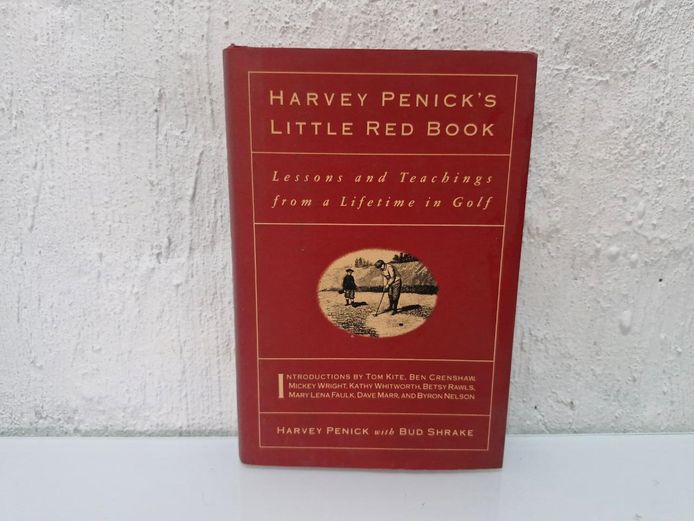 HARVEY PENICK'S
LITTLE RED BOOK
Lessons and Teachings
from a Lifetime in Golf
INTRODUCTIONS BY TOM KITE, BEN CRENSHAW,
MICKEY WRIGHT, KATHY WHITWORTH, BETSY RAWLS,
MARY LENA FAULK, DAVE MARR, AND BYRON NELSON
HARVEY PENICK with BUD SHRAKE